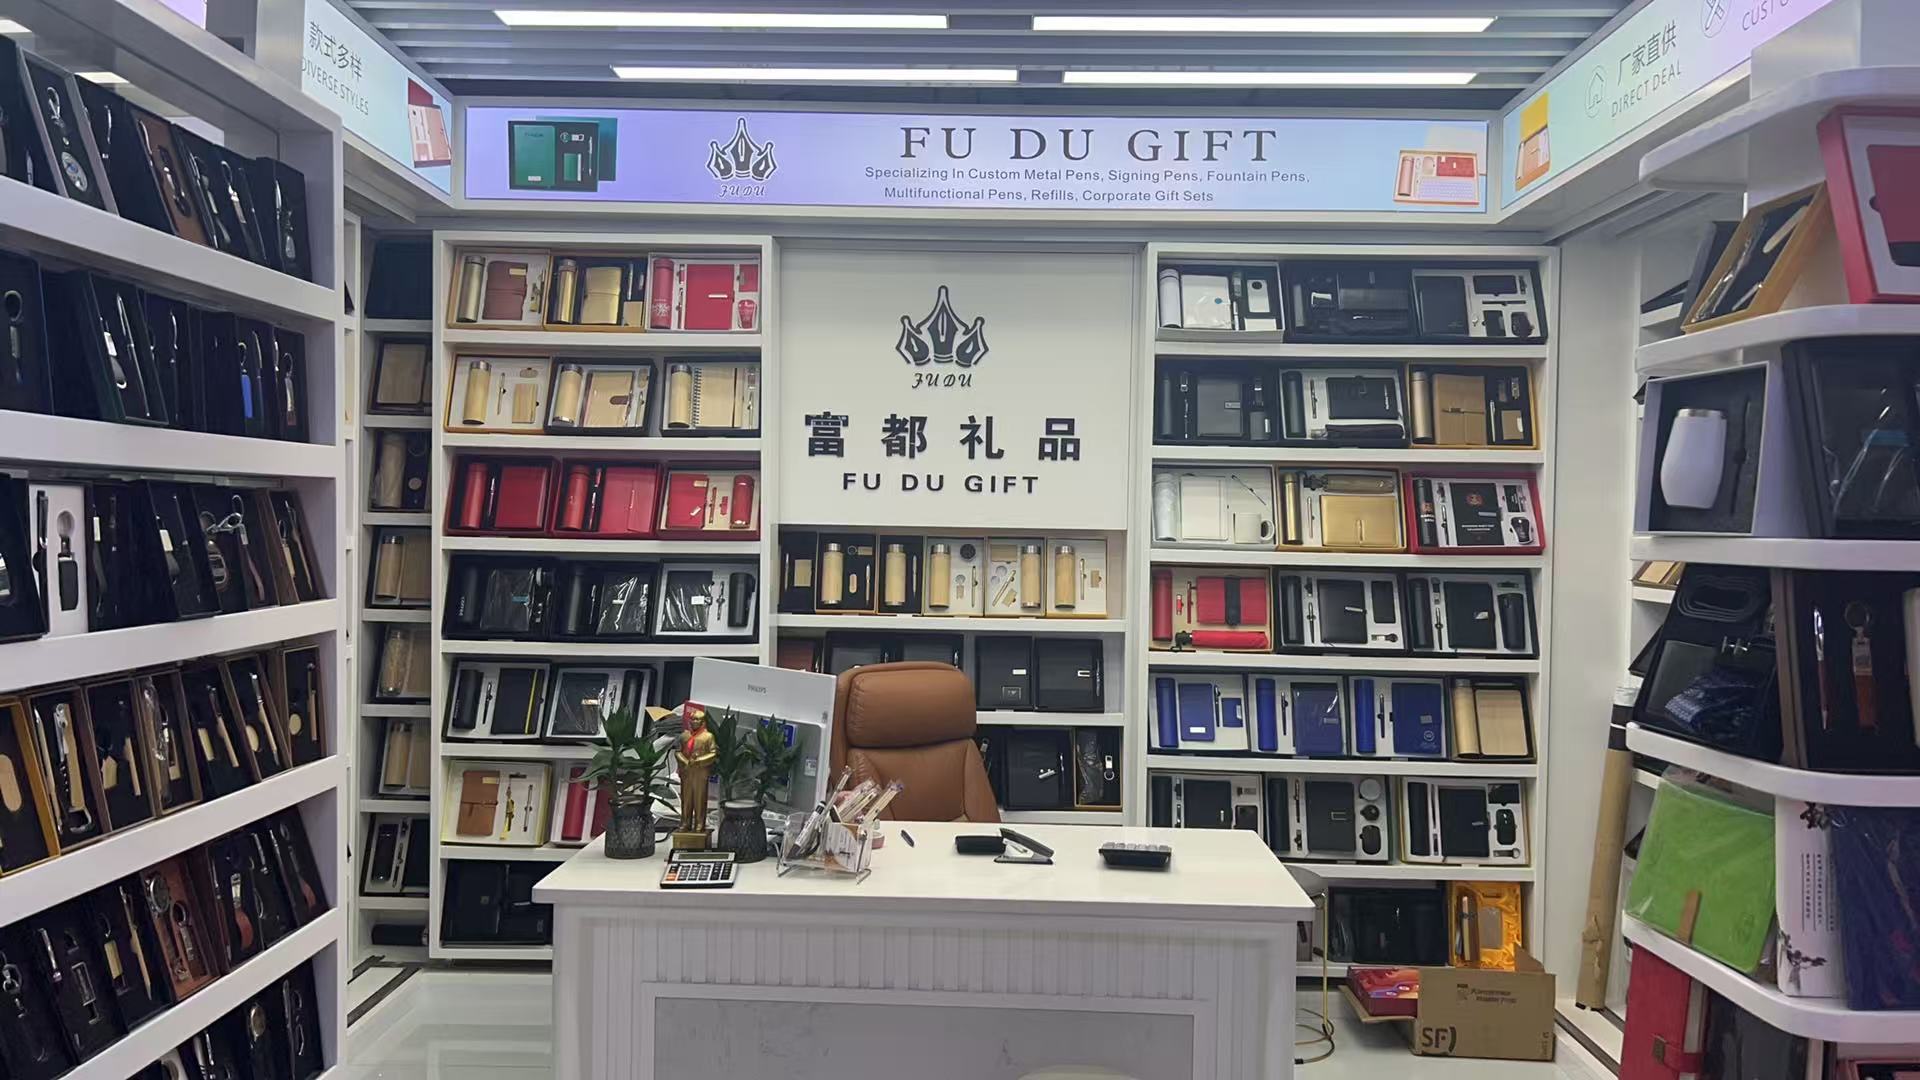 款式多样
DIVERSE STYLES
FUDU
FU DU GIFT
Specializing In Custom Metal Pens, Signing Pens, Fountain Pens,
Multifunctional Pens, Refills, Corporate Gift Sets
厂家直供
DIRECT DEAL
FUDU
富都礼品
FU DU GIFT
PHILIPS
SF